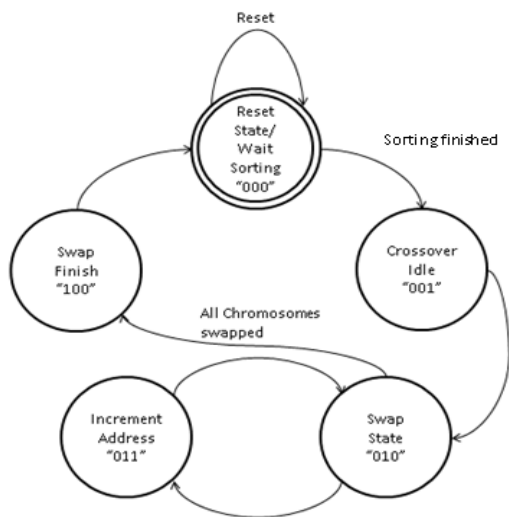 Reset
Reset
State/
Wait
Sorting
"000"
Sorting finished
Swap
Finish
"100"
Crossover
Idle
"001"
All Chromosomes
swapped
Increment
Address
"011"
Swap
State
"010"